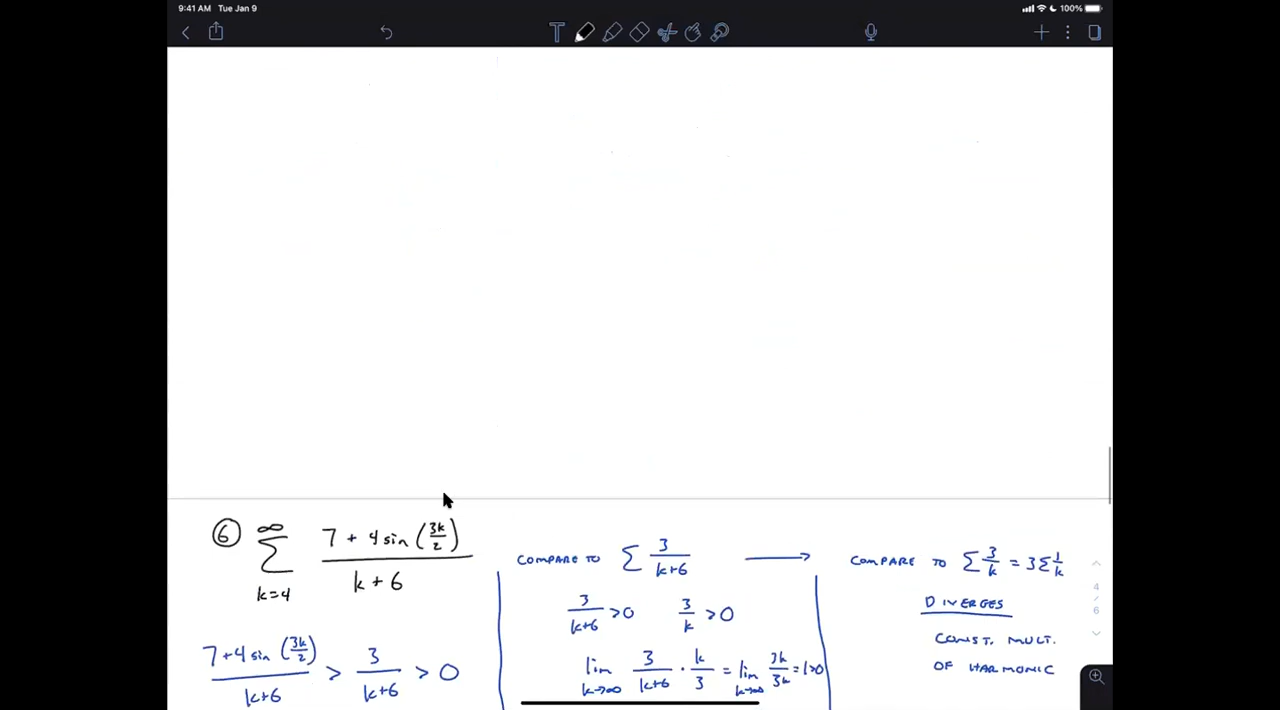 9:41 AM Tue Jan 9
100%
T
⑥ ∞ 7 + 4 sin (3k/2)
∑ ―――――――
k=4 k + 6
7+4 sin (3k/2) / k+6 > 3 / k+6 > 0
COMPARE TO ∑ 3 / k+6 ⟶
3 / k+6 > 0 3 / k > 0
lim k→∞ 3 / k+6 · k / 3 = lim k→∞ 3k / 3k = 1 > 0
COMPARE TO ∑ 3/k = 3∑ 1/k
DIVERGES
CONST. MULT.
OF HARMONIC
4
/
6